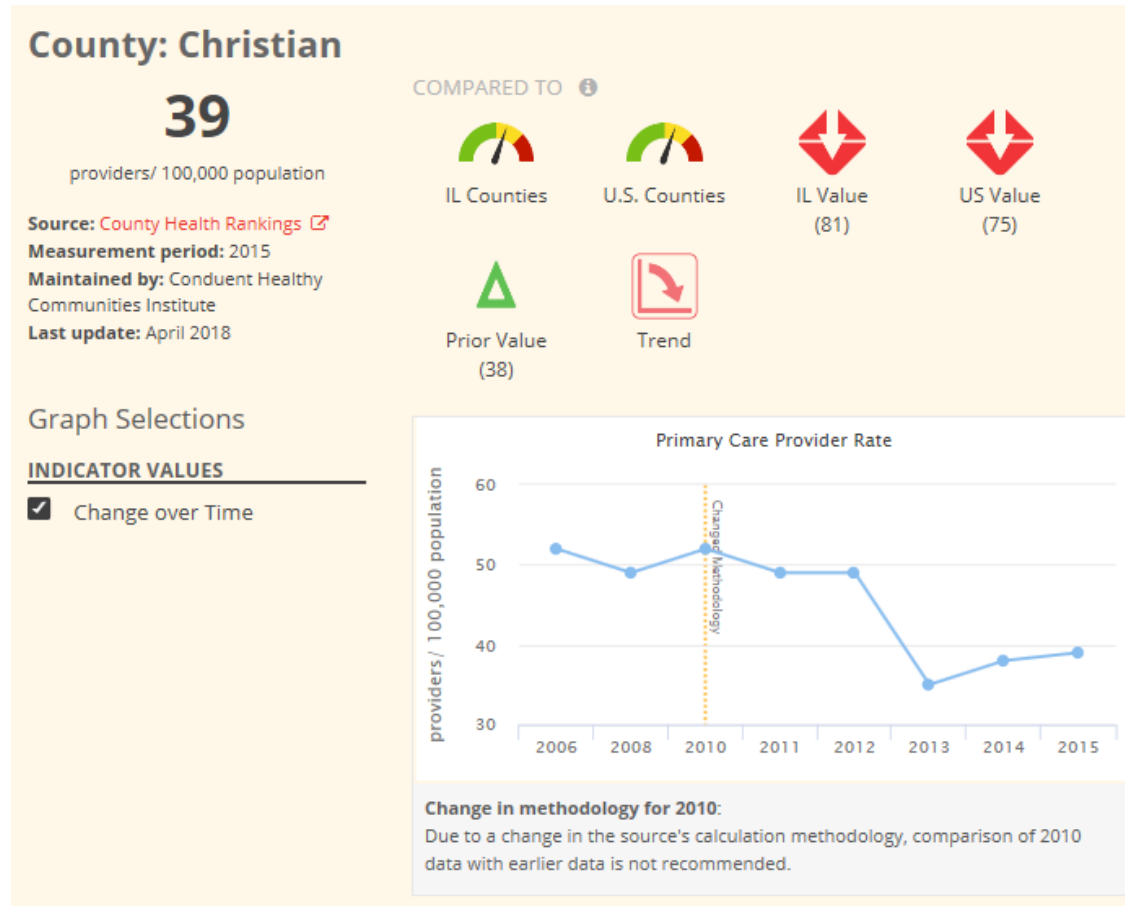 County: Christian
39
providers/ 100,000 population
Source: County Health Rankings
Measurement period: 2015
Maintained by: Conduent Healthy
Communities Institute
Last update: April 2018
COMPARED TO
IL Counties
U.S. Counties
IL Value
(81)
US Value
(75)
Prior Value
(38)
Trend
Graph Selections
INDICATOR VALUES
Change over Time
Primary Care Provider Rate
providers/ 100,000 population
60
50
40
30
Changed Methodology
2006 2008 2010 2011 2012 2013 2014 2015
Change in methodology for 2010:
Due to a change in the source's calculation methodology, comparison of 2010
data with earlier data is not recommended.